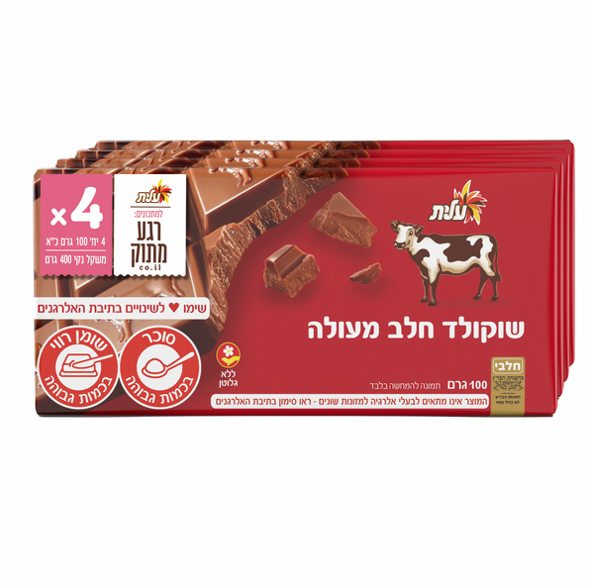 x4
4 יח' 100 גרם כ"א
משקל נקי 400 גרם
עלית
למתכונים:
רגע
מתוק
co.il
שימו ♥ לשינויים בתיבת האלרגנים
שומן רווי
בכמות גבוהה
סוכר
בכמות גבוהה
ללא
גלוטן
עלית
שוקולד חלב מעולה
100 גרם
תמונה להמחשה בלבד
חלבי
המוצר אינו מתאים לבעלי אלרגיה למזונות שונים - ראו סימון בתיבת האלרגנים